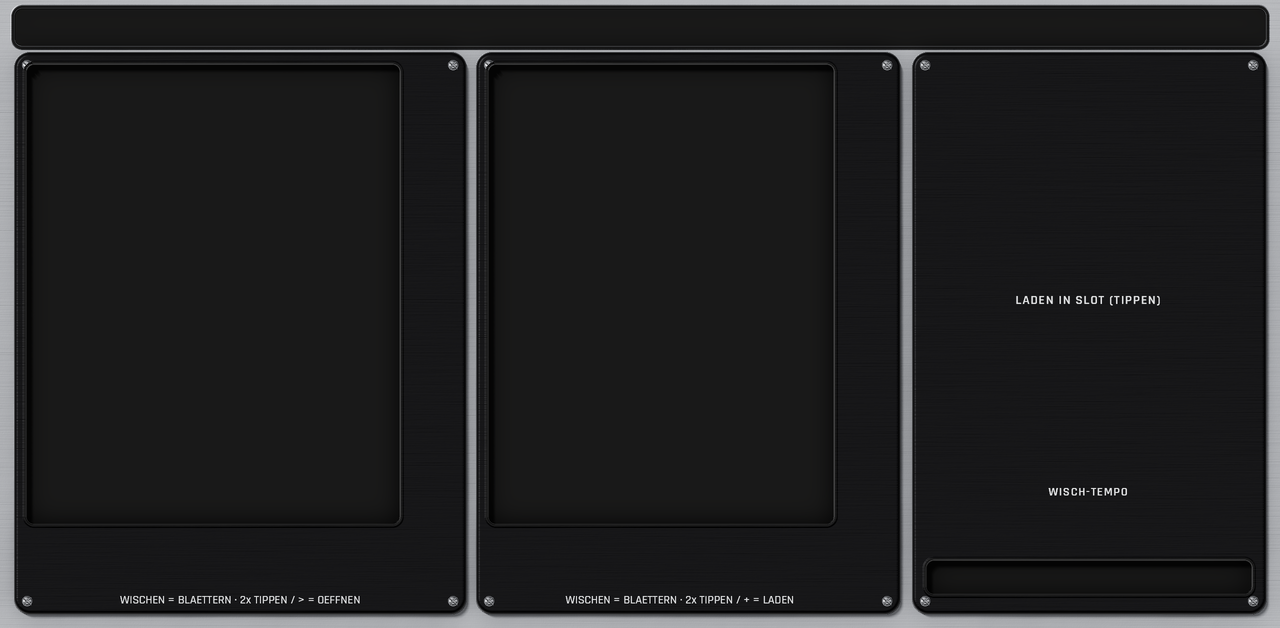 LADEN IN SLOT (TIPPEN)
WISCH-TEMPO
WISCHEN = BLAETTERN · 2x TIPPEN / > = OEFFNEN
WISCHEN = BLAETTERN · 2x TIPPEN / + = LADEN